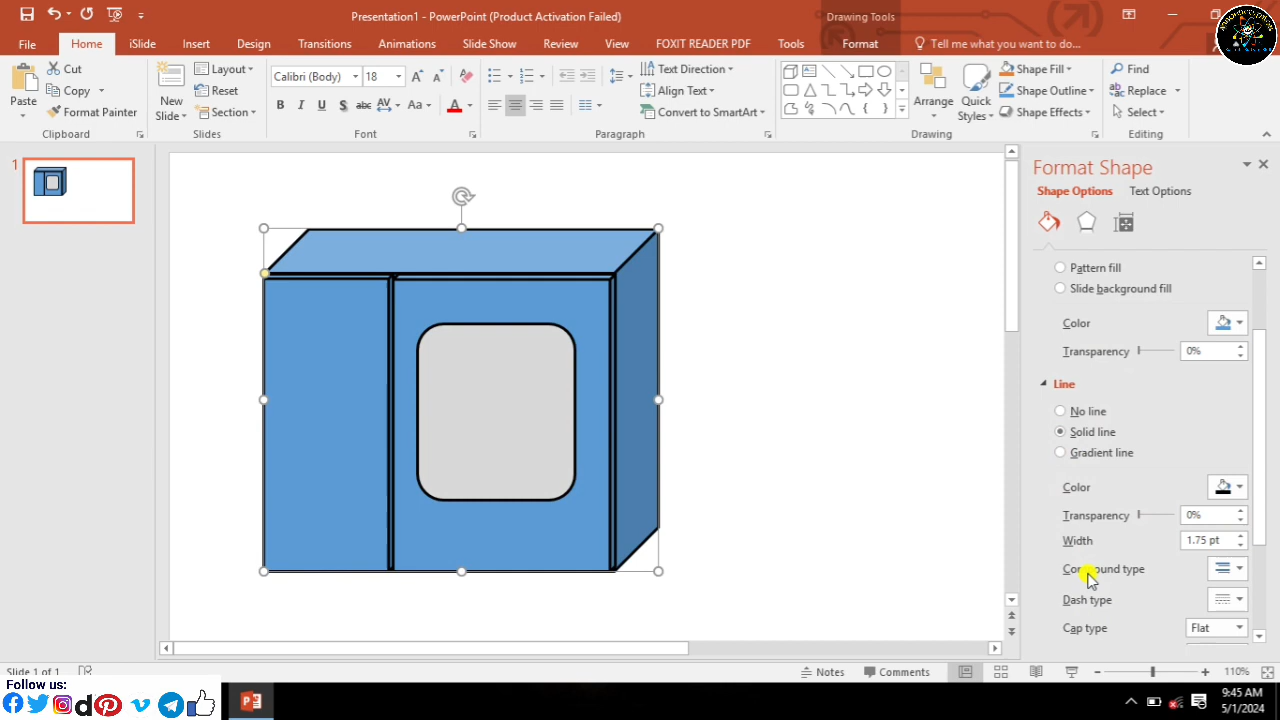 Presentation1 - PowerPoint (Product Activation Failed)
Drawing Tools
File Home iSlide Insert Design Transitions Animations Slide Show Review View FOXIT READER PDF Tools Format Tell me what you want to do...
Paste
Cut
Copy
Format Painter
Clipboard
New Slide
Layout
Reset
Section
Slides
Calibri (Body) 18
B I U S abc AV Aa A
Font
Text Direction
Align Text
Convert to SmartArt
Paragraph
Arrange
Quick Styles
Shape Fill
Shape Outline
Shape Effects
Drawing
Find
Replace
Select
Editing
1
Format Shape
Shape Options Text Options
Pattern fill
Slide background fill
Color
Transparency 0%
Line
No line
Solid line
Gradient line
Color
Transparency 0%
Width 1.75 pt
Compound type
Dash type
Cap type Flat
Slide 1 of 1
Notes Comments 110%
Follow us:
9:45 AM
5/1/2024